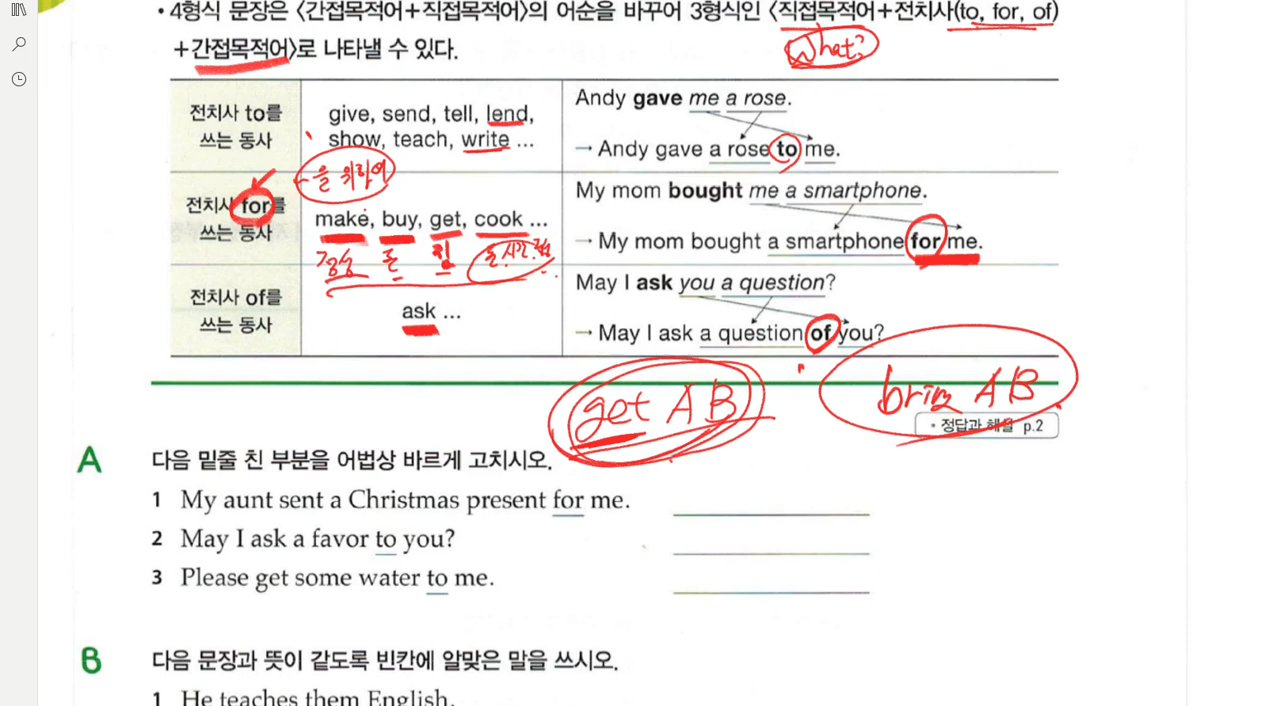 • 4형식 문장은 〈간접목적어+직접목적어〉의 어순을 바꾸어 3형식인 〈직접목적어+전치사(to, for, of)
+간접목적어〉로 나타낼 수 있다.
What?
전치사 to를
쓰는 동사
give, send, tell, lend,
show, teach, write ...
Andy gave me a rose.
→ Andy gave a rose to me.
~을 위하여
전치사 for를
쓰는 동사
make, buy, get, cook ...
My mom bought me a smartphone.
→ My mom bought a smartphone for me.
전치사 of를
쓰는 동사
ask ...
May I ask you a question?
→ May I ask a question of you?
get A B
bring A B
• 정답과 해설 p.2
A 다음 밑줄 친 부분을 어법상 바르게 고치시오.
1 My aunt sent a Christmas present for me.
2 May I ask a favor to you?
3 Please get some water to me.
B 다음 문장과 뜻이 같도록 빈칸에 알맞은 말을 쓰시오.
1 He teaches them English.